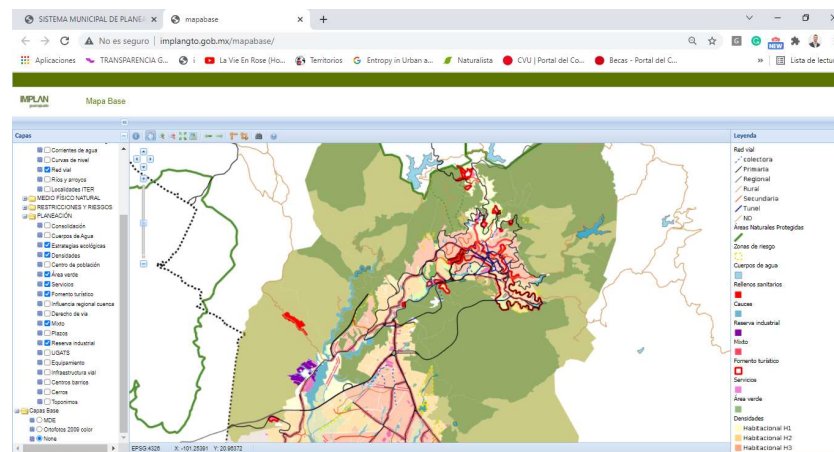 SISTEMA MUNICIPAL DE PLANEA
mapabase
No es seguro | implangto.gob.mx/mapabase/
NEW
Aplicaciones TRANSPARENCIA G... i La Vie En Rose (Ho... Territorios Entropy in Urban a... Naturalista CVU | Portal del Co... Becas - Portal del C... » Lista de lectu
IMPLAN
Mapa Base
Capas
Corrientes de agua
Curvas de nivel
Red vial
Ríos y arroyos
Localidades ITER
MEDIO FÍSICO NATURAL
RESTRICCIONES Y RIESGOS
PLANEACIÓN
Consolidación
Cuerpos de Agua
Estrategias ecológicas
Densidades
Centro de población
Área verde
Servicios
Fomento turístico
Influencia regional cuenca
Derecho de vía
Mixto
Plazos
Reserva industrial
UGATS
Equipamiento
Infraestructura vial
Centros barrios
Cerros
Toponimos
Capas Base
MDE
Ortofotos 2009 color
None
EPSG:4326 X: -101.25391 Y: 20.96372
Leyenda
Red vial
colectora
Primaria
Regional
Rural
Secundaria
Tunel
ND
Áreas Naturales Protegidas
Zonas de riesgo
Cuerpos de agua
Rellenos sanitarios
Cauces
Reserva industrial
Mixto
Fomento turístico
Servicios
Área verde
Densidades
Habitacional H1
Habitacional H2
Habitacional H3